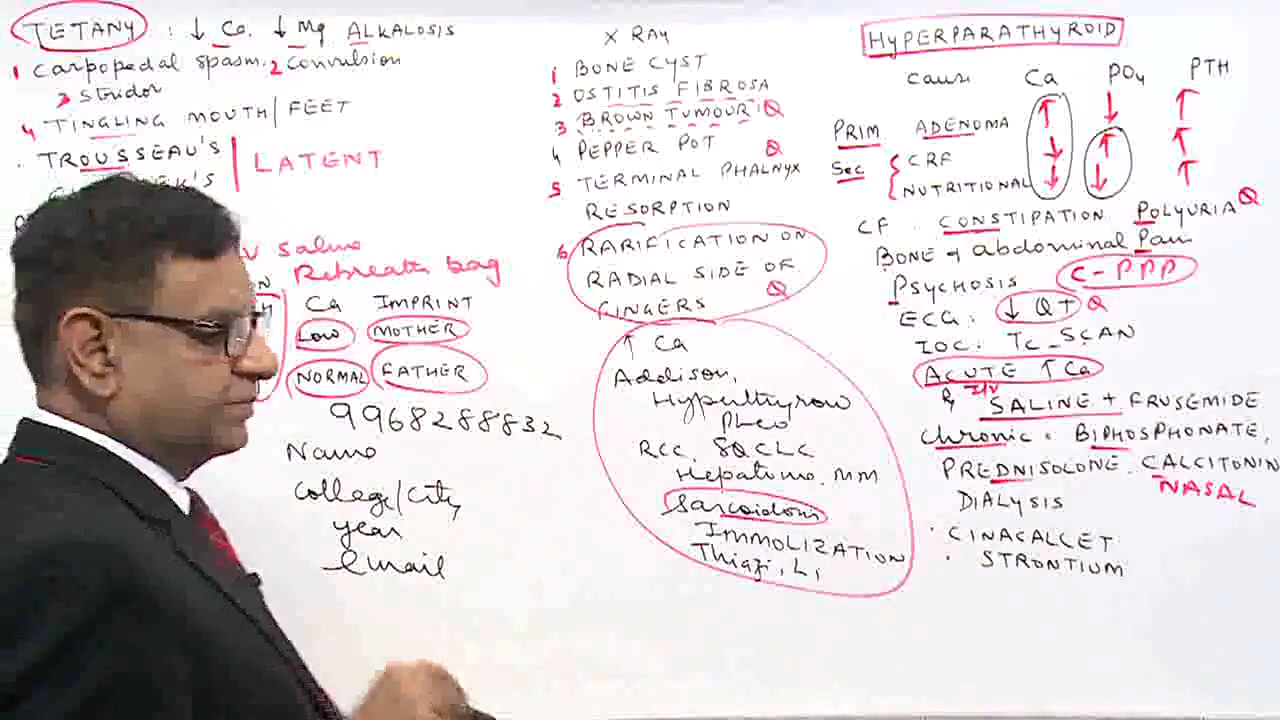 TETANY : ↓ Ca. ↓ Mg ALKALOSIS
1 Carpopedal spasm. 2 Convulsion
3 Stridor
4 TINGLING MOUTH/FEET
. TROUSSEAU'S
LATENT
V Saline
Rebreath bag
Ca IMPRINT
Low MOTHER
NORMAL FATHER
9968288832
Name
College/City
year
email
X RAY
1 BONE CYST
2 OSTITIS FIBROSA
3 BROWN TUMOUR Q
4 PEPPER POT Q
5 TERMINAL PHALNYX
RESORPTION
6 RARIFICATION ON
RADIAL SIDE OF
FINGERS Q
↑ Ca
Addison,
Hyperthyrow
Pheo
RCC, SQ CLC
Hepatoma. MM
Sarcoidosis
IMMOLIZATION
Thiazi, Li
HYPERPARATHYROID
cause Ca PO4 PTH
PRIM ADENOMA ↑ ↓ ↑
Sec { CRF ↓ ↑ ↑
NUTRITIONAL ↓ ↓ ↑
CF . CONSTIPATION POLYURIA Q
BONE + abdominal Pain
PSYCHOSIS C-PPP
ECG: ↓ QT Q
IOC: Tc-SCAN
ACUTE ↑ Ca
I/V
℞ SALINE + FRUSEMIDE
Chronic . BIPHOSPHONATE,
PREDNISOLONE. CALCITONIN
NASAL
DIALYSIS
. CINACALCET
. STRONTIUM